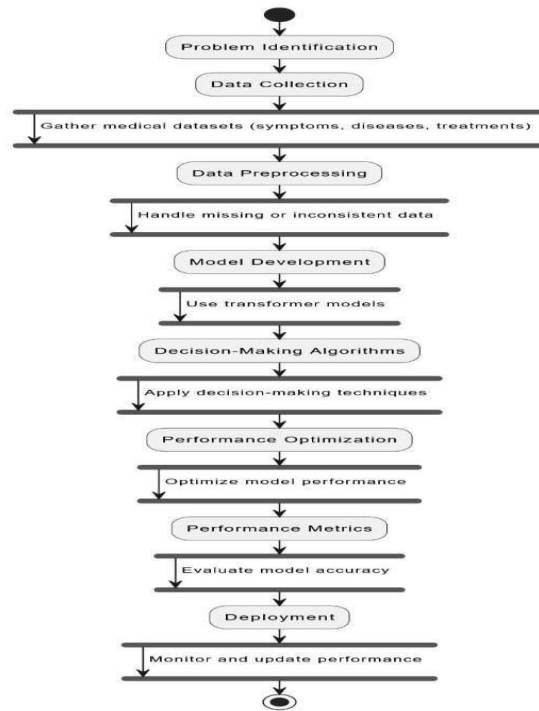 Problem Identification
Data Collection
Gather medical datasets (symptoms, diseases, treatments)
Data Preprocessing
Handle missing or inconsistent data
Model Development
Use transformer models
Decision-Making Algorithms
Apply decision-making techniques
Performance Optimization
Optimize model performance
Performance Metrics
Evaluate model accuracy
Deployment
Monitor and update performance